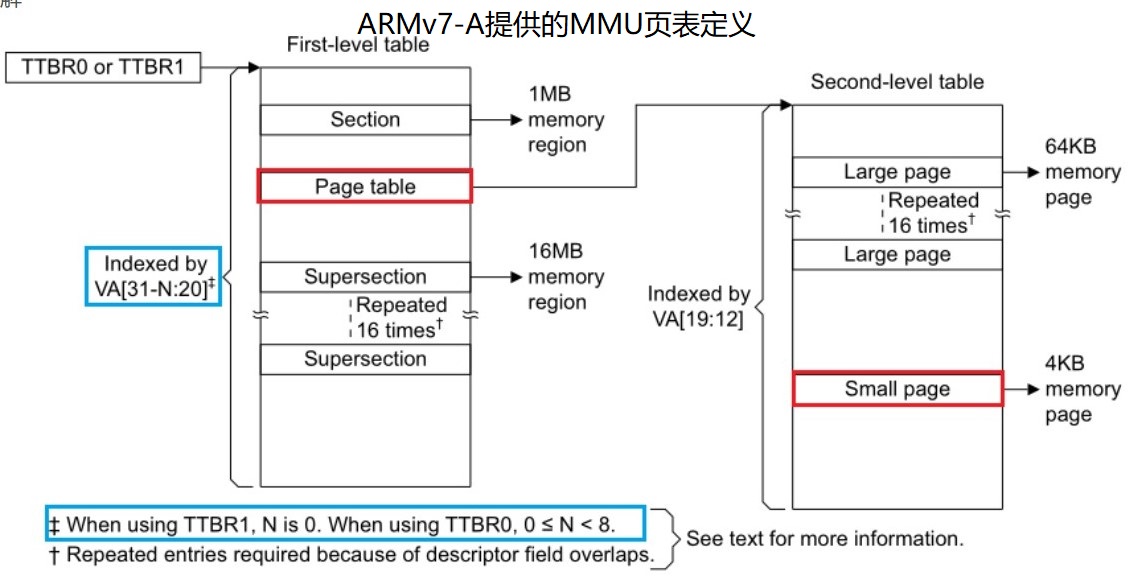 解
ARMv7-A提供的MMU页表定义
First-level table
TTBR0 or TTBR1
Section
1MB
memory
region
Page table
Indexed by
VA[31-N:20]‡
Supersection
16MB
memory
region
Repeated
16 times†
Supersection
Second-level table
Large page
64KB
memory
page
Repeated
16 times†
Large page
Indexed by
VA[19:12]
Small page
4KB
memory
page
‡ When using TTBR1, N is 0. When using TTBR0, 0 ≤ N < 8.
† Repeated entries required because of descriptor field overlaps.
See text for more information.